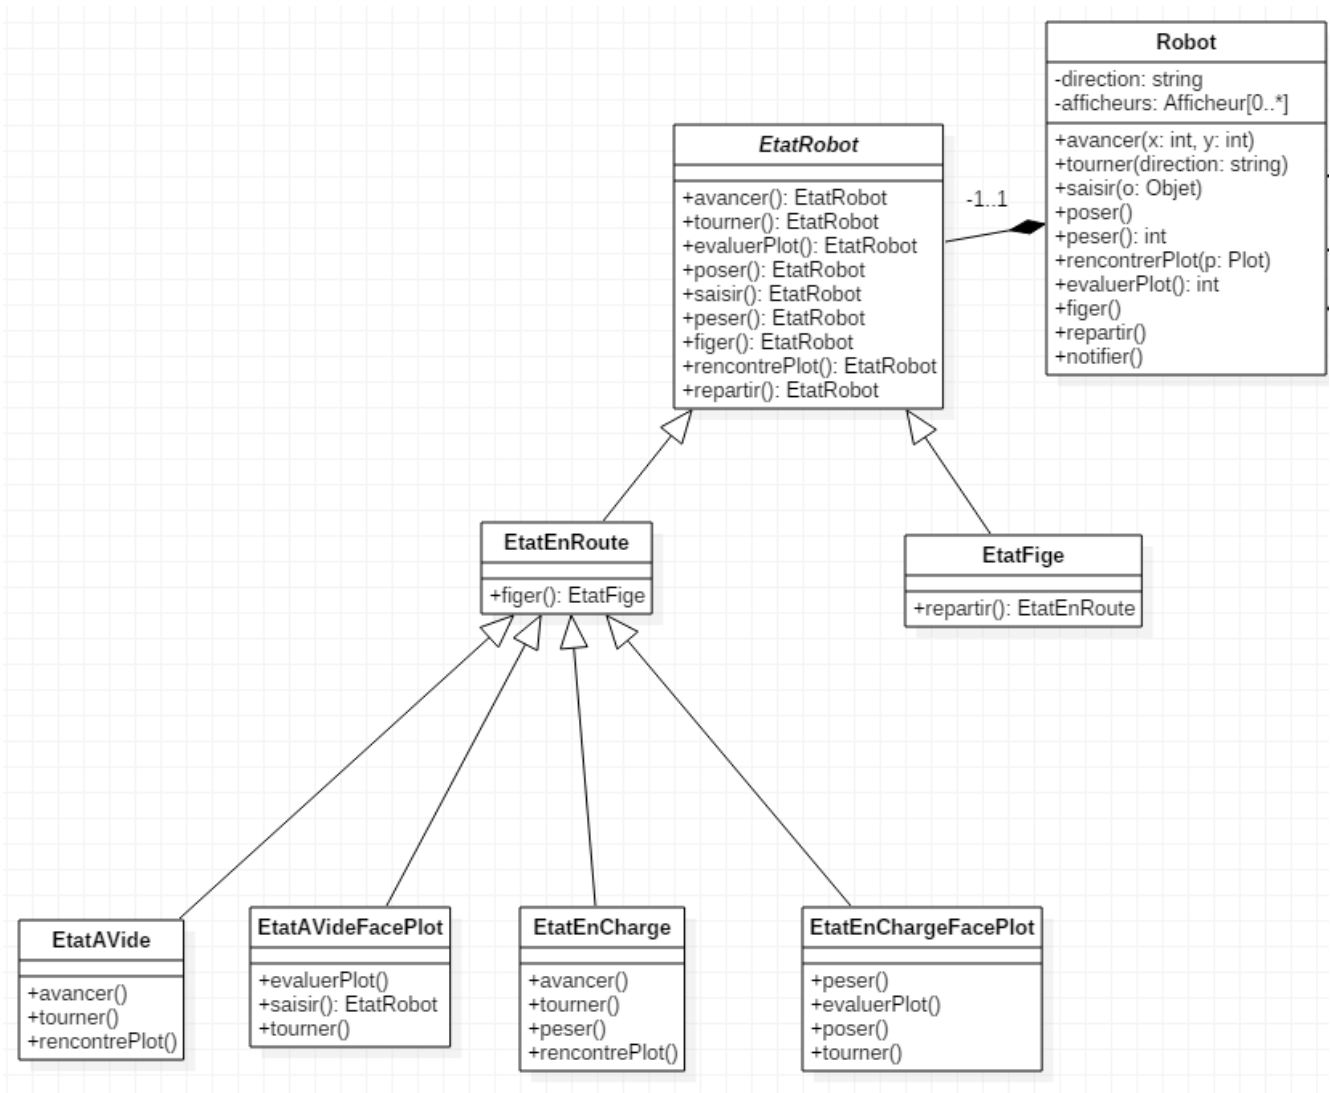 Robot
-direction: string
-afficheurs: Afficheur[0..*]
+avancer(x: int, y: int)
+tourner(direction: string)
+saisir(o: Objet)
+poser()
+peser(): int
+rencontrerPlot(p: Plot)
+evaluerPlot(): int
+figer()
+repartir()
+notifier()
-1..1
EtatRobot
+avancer(): EtatRobot
+tourner(): EtatRobot
+evaluerPlot(): EtatRobot
+poser(): EtatRobot
+saisir(): EtatRobot
+peser(): EtatRobot
+figer(): EtatRobot
+rencontrePlot(): EtatRobot
+repartir(): EtatRobot
EtatEnRoute
+figer(): EtatFige
EtatFige
+repartir(): EtatEnRoute
EtatAVide
+avancer()
+tourner()
+rencontrePlot()
EtatAVideFacePlot
+evaluerPlot()
+saisir(): EtatRobot
+tourner()
EtatEnCharge
+avancer()
+tourner()
+peser()
+rencontrePlot()
EtatEnChargeFacePlot
+peser()
+evaluerPlot()
+poser()
+tourner()